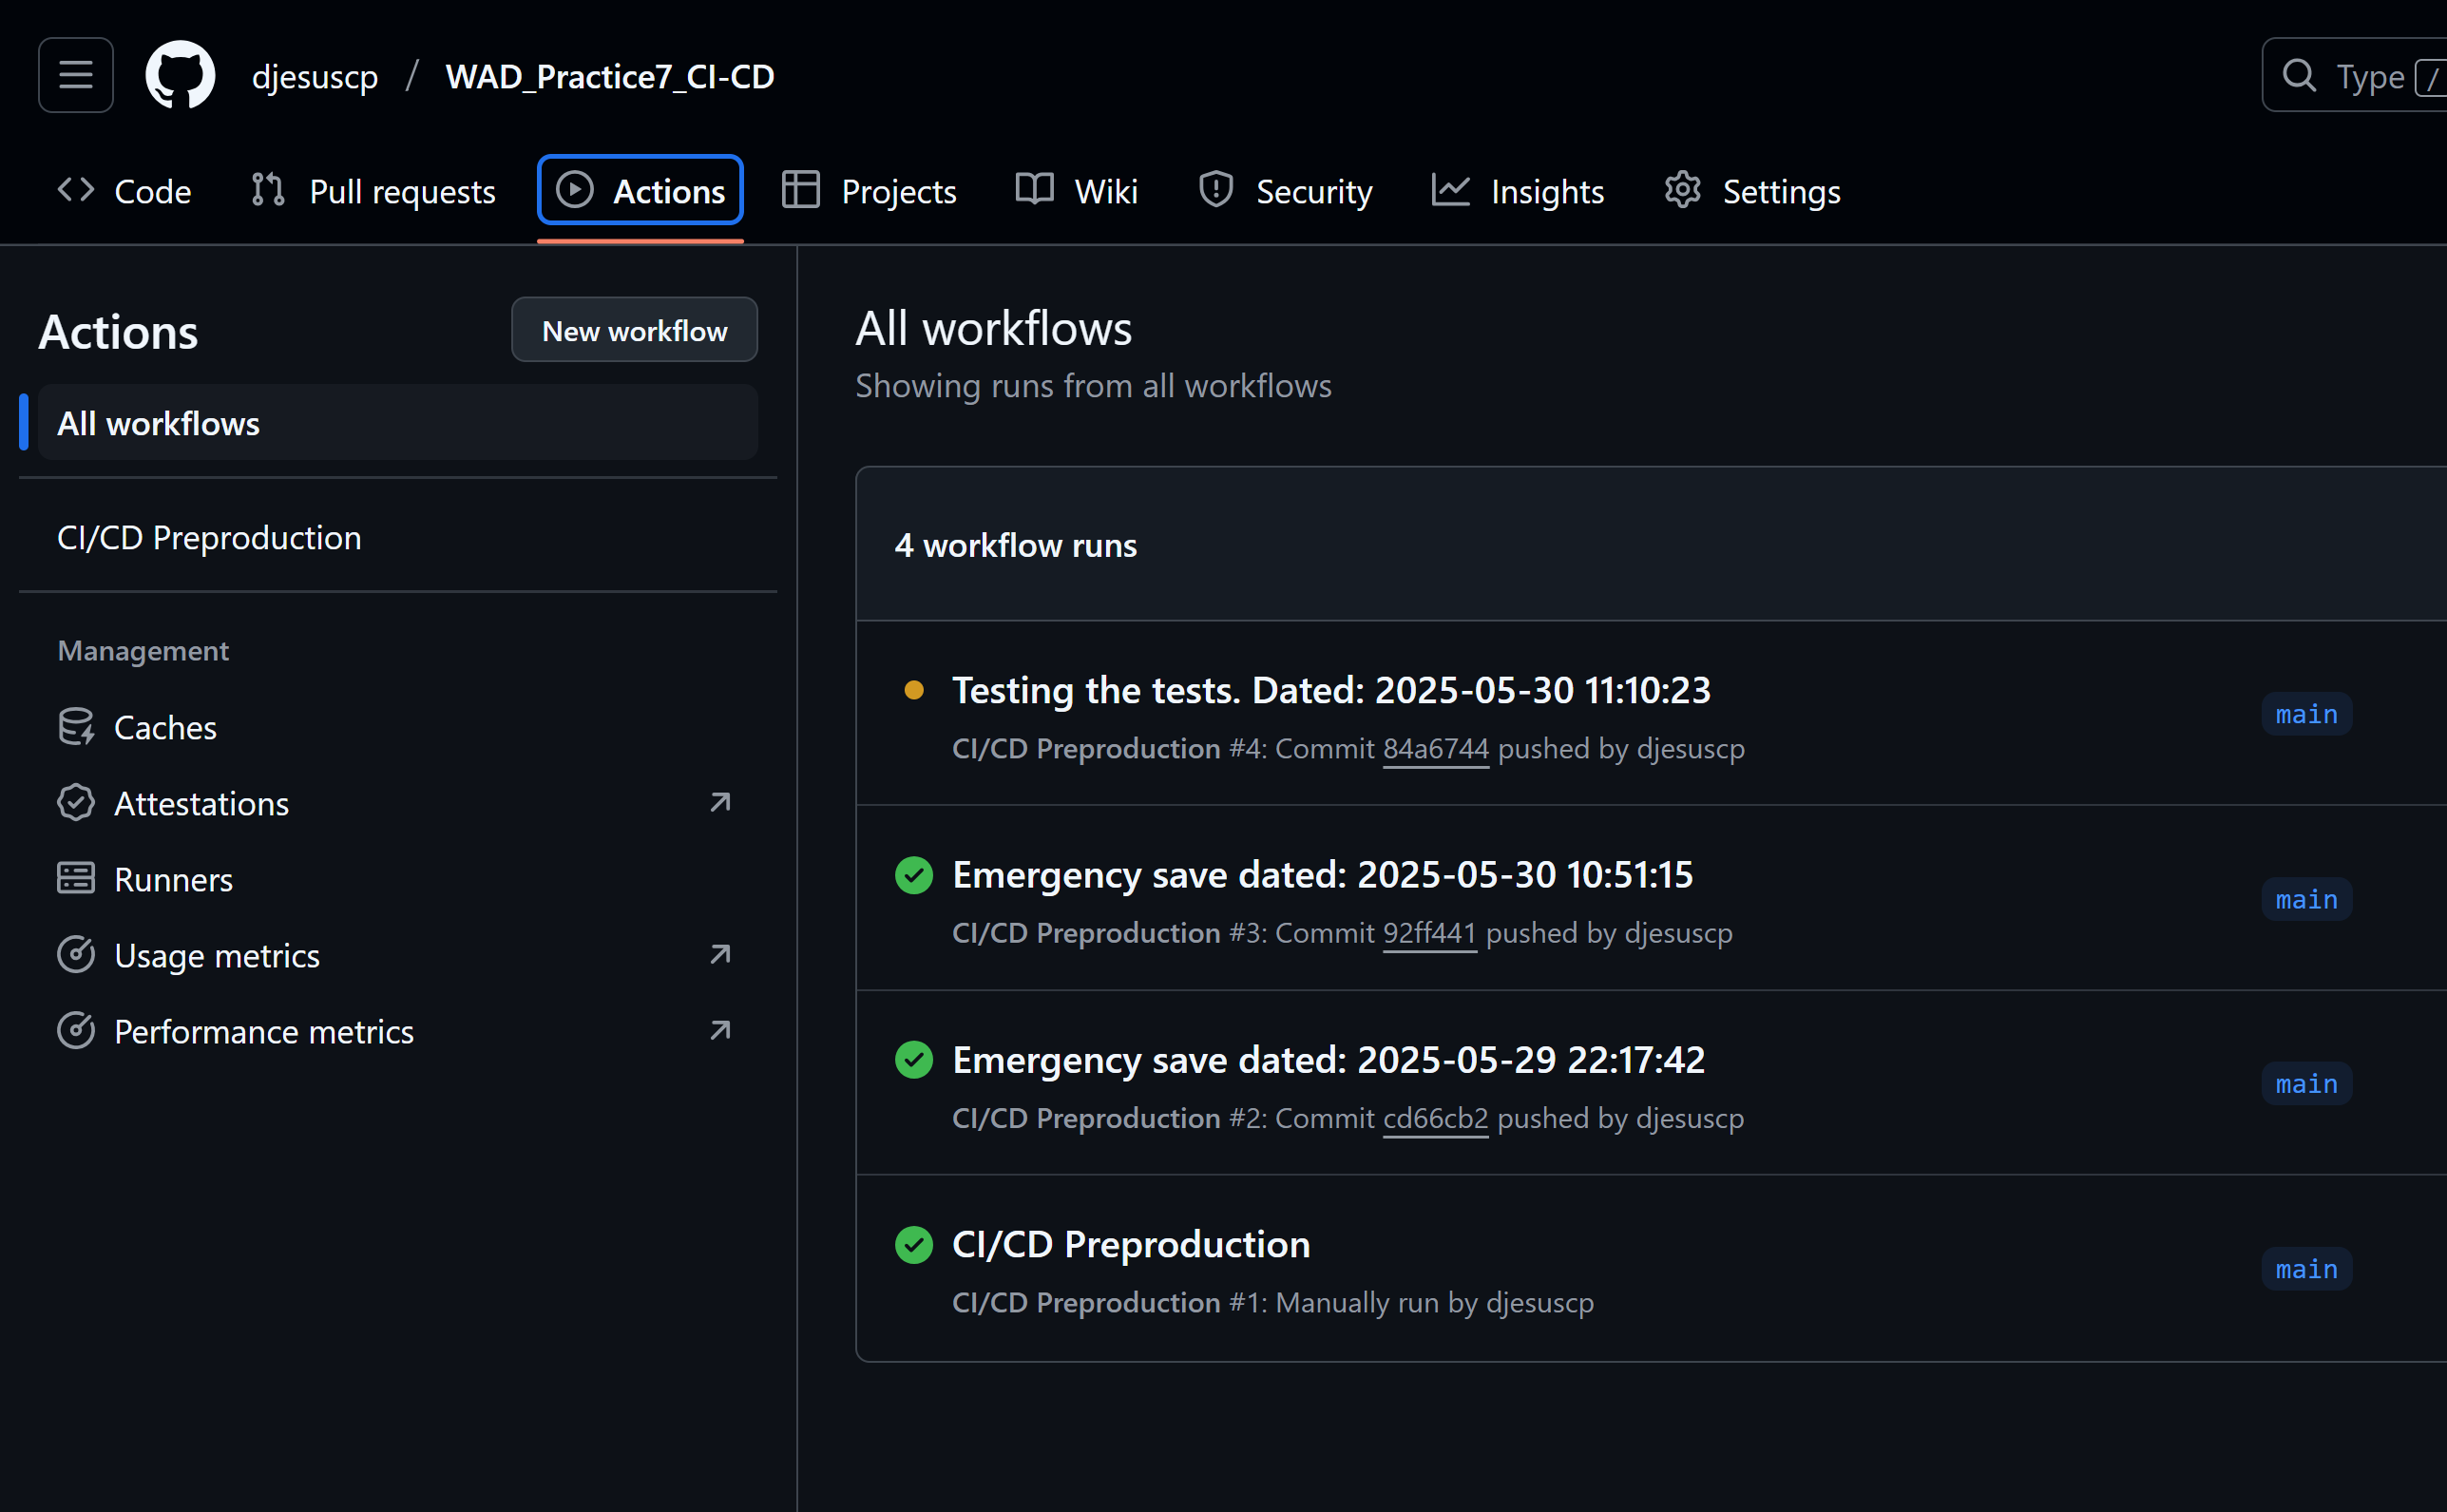 djesuscp / WAD_Practice7_CI-CD
Type /
Code Pull requests Actions Projects Wiki Security Insights Settings
Actions New workflow
All workflows
CI/CD Preproduction
Management
Caches
Attestations
Runners
Usage metrics
Performance metrics
All workflows
Showing runs from all workflows
4 workflow runs
Testing the tests. Dated: 2025-05-30 11:10:23
CI/CD Preproduction #4: Commit 84a6744 pushed by djesuscp
main
Emergency save dated: 2025-05-30 10:51:15
CI/CD Preproduction #3: Commit 92ff441 pushed by djesuscp
main
Emergency save dated: 2025-05-29 22:17:42
CI/CD Preproduction #2: Commit cd66cb2 pushed by djesuscp
main
CI/CD Preproduction
CI/CD Preproduction #1: Manually run by djesuscp
main